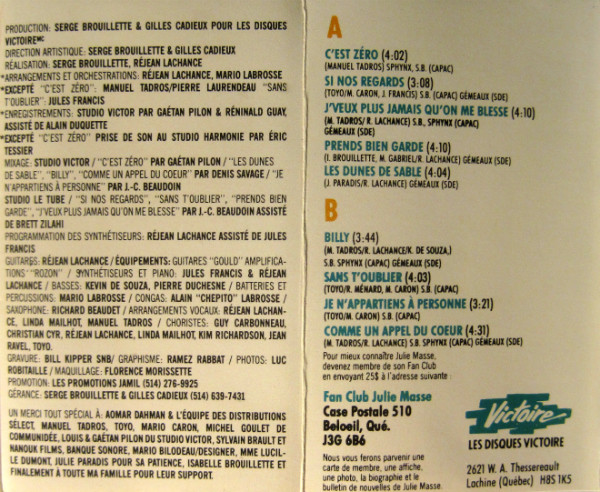 PRODUCTION: SERGE BROUILLETTE & GILLES CADIEUX POUR LES DISQUES
VICTOIRE
DIRECTION ARTISTIQUE: SERGE BROUILLETTE & GILLES CADIEUX
RÉALISATION: SERGE BROUILLETTE, RÉJEAN LACHANCE
*ARRANGEMENTS ET ORCHESTRATIONS: RÉJEAN LACHANCE, MARIO LABROSSE
*EXCEPTÉ "C'EST ZÉRO": MANUEL TADROS/PIERRE LAURENDEAU "SANS
T'OUBLIER": JULES FRANCIS
*ENREGISTREMENTS: STUDIO VICTOR PAR GAÉTAN PILON & RÉNINALD GUAY,
ASSISTÉ DE ALAIN DUQUETTE
*EXCEPTÉ "C'EST ZÉRO" PRISE DE SON AU STUDIO HARMONIE PAR ÉRIC
TESSIER
MIXAGE: STUDIO VICTOR / "C'EST ZÉRO" PAR GAÉTAN PILON / "LES DUNES
DE SABLE", "BILLY", "COMME UN APPEL DU COEUR" PAR DENIS SAVAGE / "JE
N'APPARTIENS À PERSONNE" PAR J.-C. BEAUDOIN
STUDIO LE TUBE / "SI NOS REGARDS", "SANS T'OUBLIER", "PRENDS BIEN
GARDE", "J'VEUX PLUS JAMAIS QU'ON ME BLESSE" PAR J.-C. BEAUDOIN ASSISTÉ
DE BRETT ZILAHI
PROGRAMMATION DES SYNTHÉTISEURS: RÉJEAN LACHANCE ASSISTÉ DE JULES
FRANCIS
GUITARES: RÉJEAN LACHANCE / ÉQUIPEMENTS: GUITARES "GOULD" AMPLIFICA-
TIONS "ROZON" / SYNTHÉTISEURS ET PIANO: JULES FRANCIS & RÉJEAN
LACHANCE / BASSES: KEVIN DE SOUZA, PIERRE DUCHESNE / BATTERIES ET
PERCUSSIONS: MARIO LABROSSE / CONGAS: ALAIN "CHEPITO" LABROSSE /
SAXOPHONE: RICHARD BEAUDET / ARRANGEMENTS VOCAUX: RÉJEAN LACHAN-
CE, LINDA MAILHOT, MANUEL TADROS / CHORISTES: GUY CARBONNEAU,
CHRISTIAN CYR, RÉJEAN LACHANCE, LINDA MAILHOT, KIM RICHARDSON, JEAN
RAVEL, TOYO.
GRAVURE: BILL KIPPER SNB/ GRAPHISME: RAMEZ RABBAT / PHOTOS: LUC
ROBITAILLE / MAQUILLAGE: FLORENCE MORISSETTE
PROMOTION: LES PROMOTIONS JAMIL (514) 276-9925
GÉRANCE: SERGE BROUILLETTE & GILLES CADIEUX (514) 639-7431
UN MERCI TOUT SPÉCIAL À: AOMAR DAHMAN & L'ÉQUIPE DES DISTRIBUTIONS
SÉLECT, MANUEL TADROS, TOYO, MARIO CARON, MICHEL GOULET DE
COMMUNIDÉE, LOUIS & GAÉTAN PILON DU STUDIO VICTOR, SYLVAIN BRAULT ET
NANOUK FILMS, BANQUE SONORE, MARIO BILODEAU/DESIGNER, MME LUCIL-
LE DUMONT, JULIE PARADIS POUR SA PATIENCE, ISABELLE BROUILLETTE ET
FINALEMENT À TOUTE MA FAMILLE POUR LEUR SUPPORT.
A
C'EST ZÉRO (4:02)
(MANUEL TADROS) SPHYNX, S.B. (CAPAC)
SI NOS REGARDS (3:08)
(TOYO/M. CARON, J. FRANCIS) S.B. (CAPAC) GÉMEAUX (SDE)
J'VEUX PLUS JAMAIS QU'ON ME BLESSE (4:10)
(M. TADROS/R. LACHANCE) S.B., SPHYNX (CAPAC)
GÉMEAUX (SDE)
PRENDS BIEN GARDE (4:10)
(I. BROUILLETTE, M. GABRIEL/R. LACHANCE) (CAPAC) GÉMEAUX (SDE)
LES DUNES DE SABLE (4:04)
(J. PARADIS/R. LACHANCE) (CAPAC) GÉMEAUX (SDE)
B
BILLY (3:44)
(M. TADROS/R. LACHANCE/K. DE SOUZA,)
S.B. SPHYNX (CAPAC) GÉMEAUX (SDE)
SANS T'OUBLIER (4:03)
(TOYO/R. MÉNARD, M. CARON) S.B. (CAPAC)
JE N'APPARTIENS À PERSONNE (3:21)
(TOYO/M. CARON) S.B. (CAPAC)
COMME UN APPEL DU COEUR (4:31)
(M. TADROS/R. LACHANCE) S.B. SPHYNX (CAPAC) GÉMEAUX (SDE)
Pour mieux connaître Julie Masse,
devenez membre de son Fan Club
en envoyant 25$ à l'adresse suivante :
Fan Club Julie Masse
Case Postale 510
Beloeil, Qué.
J3G 6B6
Nous vous ferons parvenir une
carte de membre, une affiche,
une photo, la biographie et le
bulletin de nouvelles de Julie Masse.
Victoire
LES DISQUES VICTOIRE
2621 W. A. Thessereault
Lachine (Québec) H8S 1K5